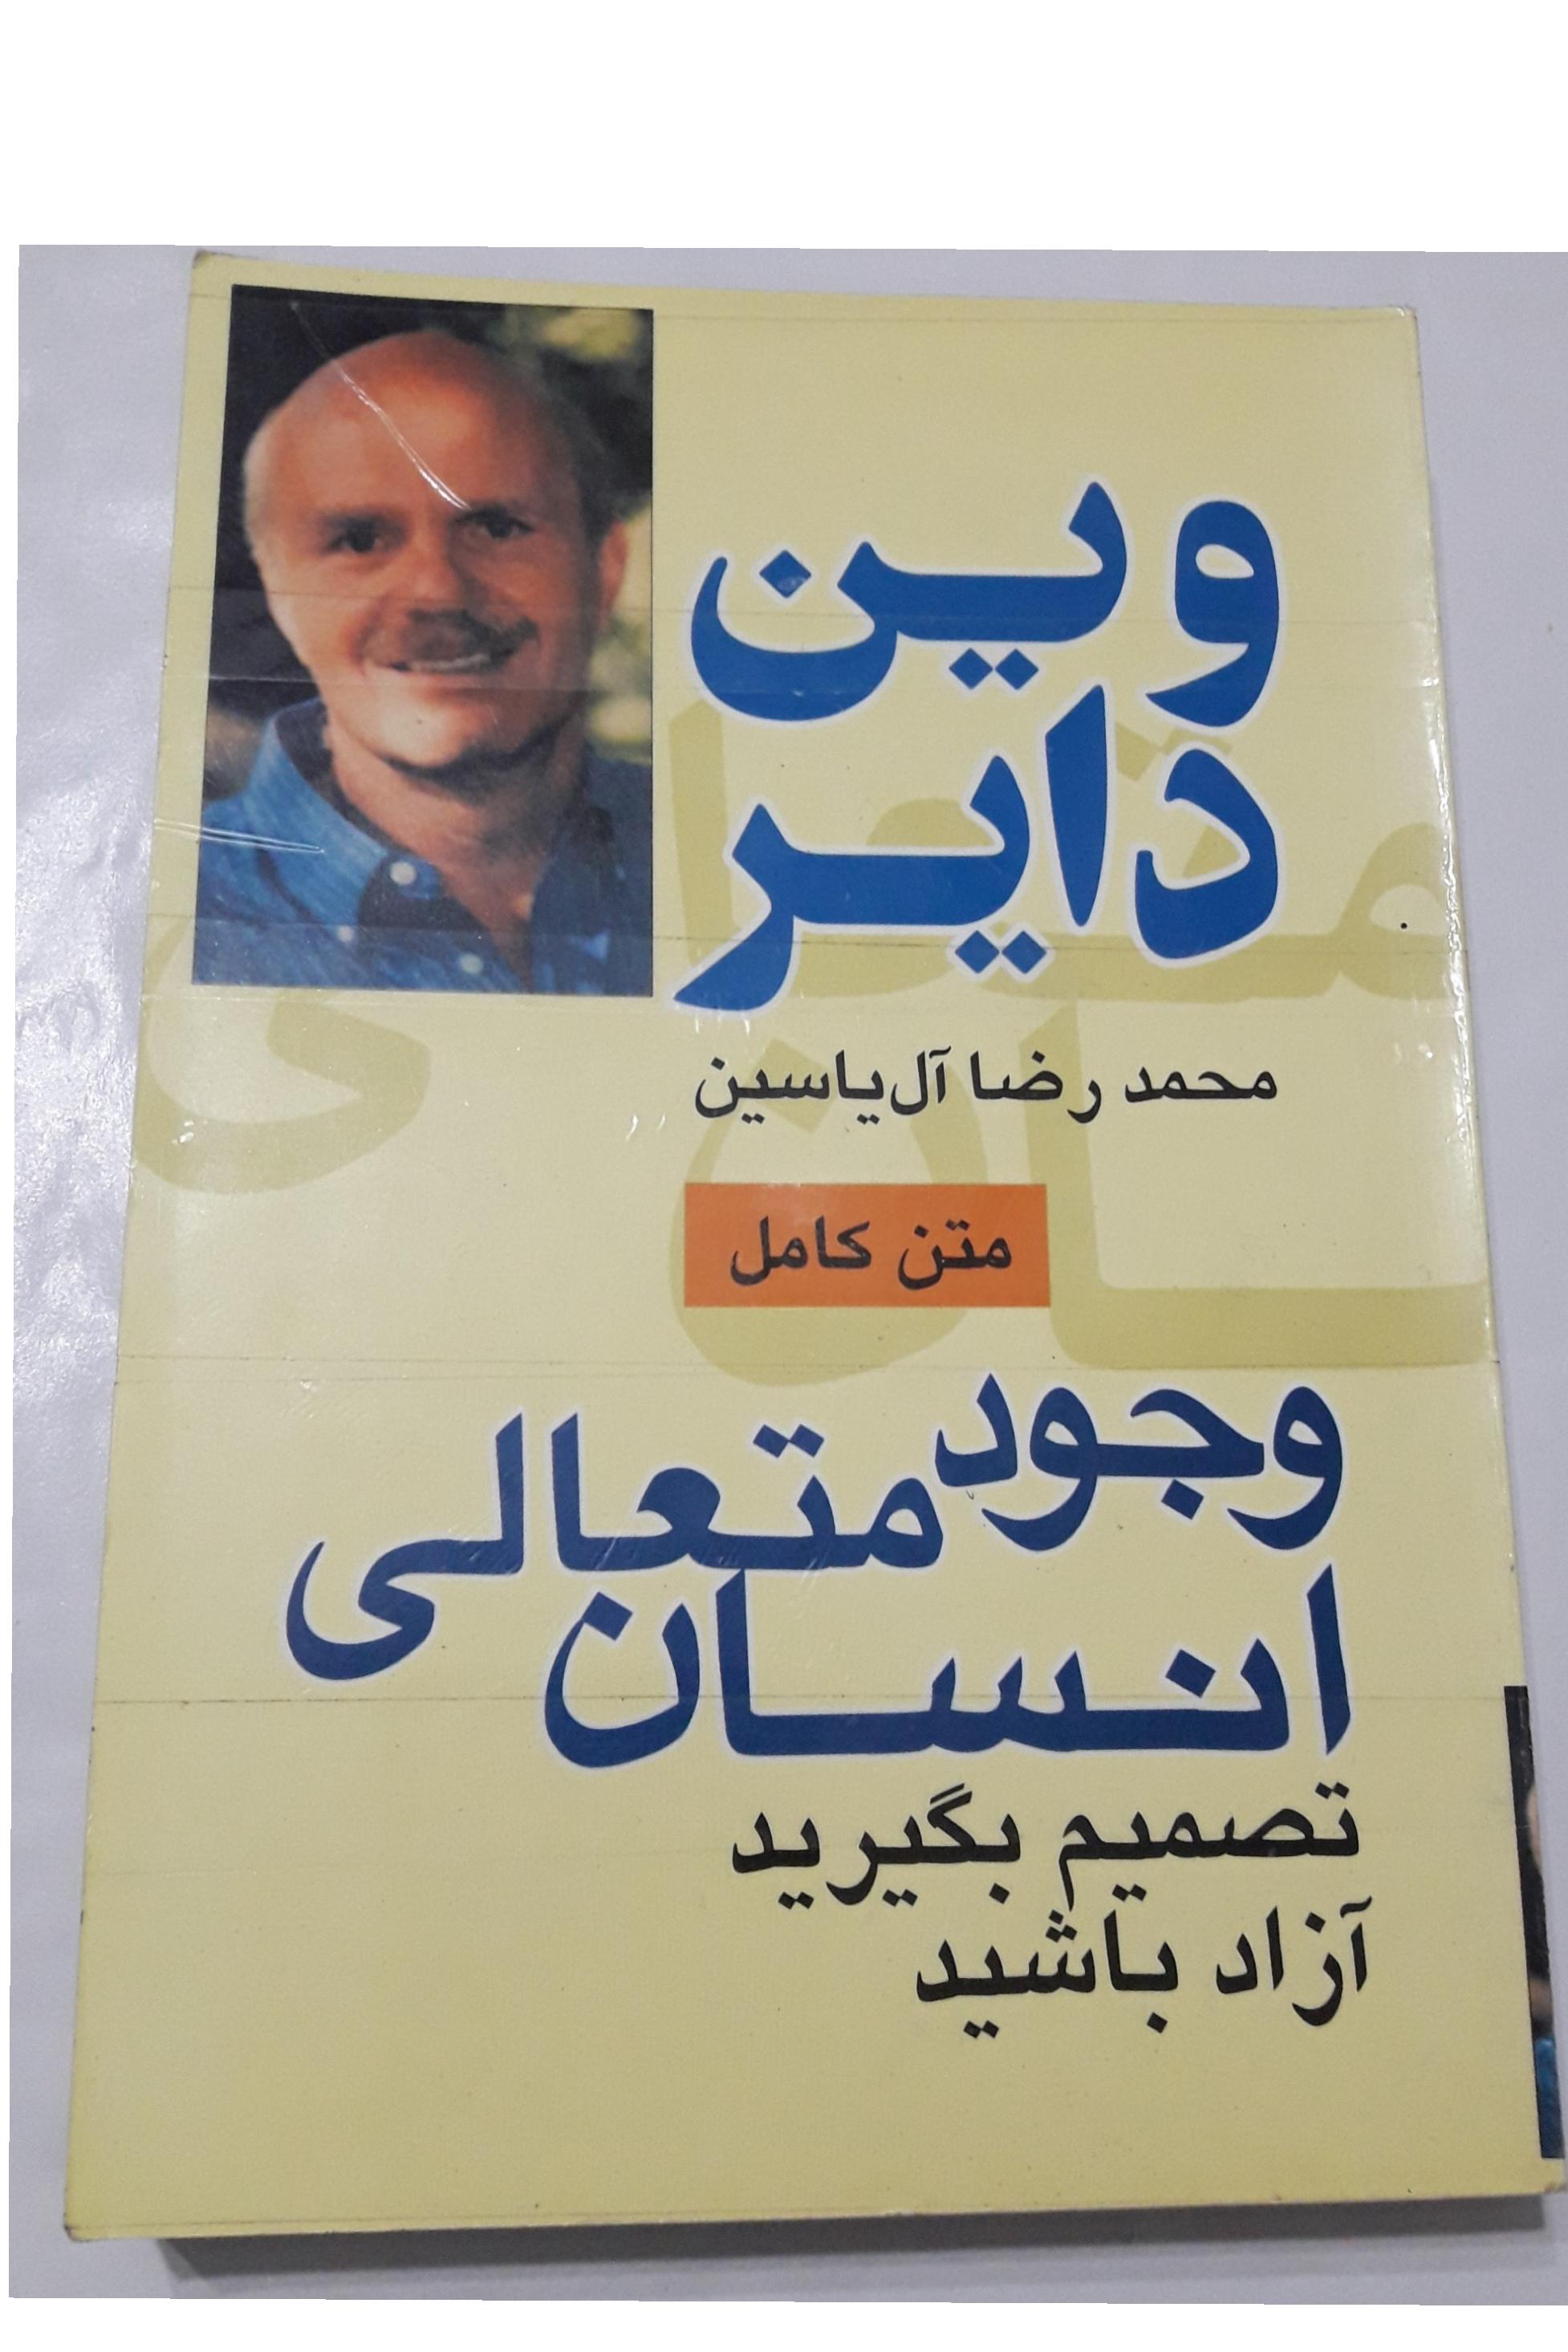 وین
دایر
محمد رضا آل‌یاسین
متن کامل
وجود متعالی
انسان
تصمیم بگیرید
آزاد باشید